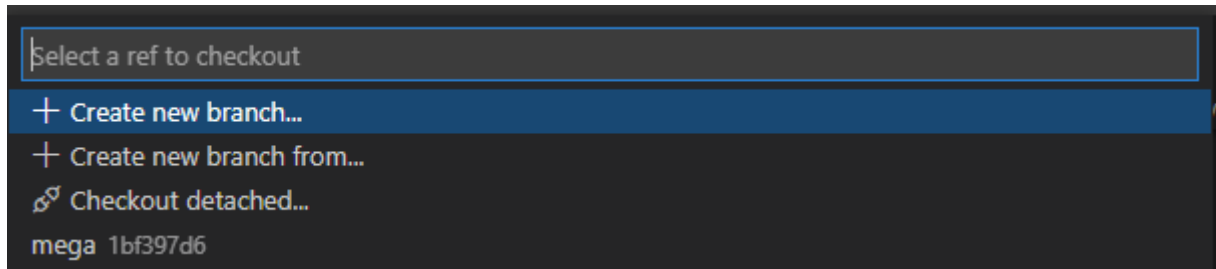 Select a ref to checkout
Create new branch...
Create new branch from...
Checkout detached...
mega 1bf397d6